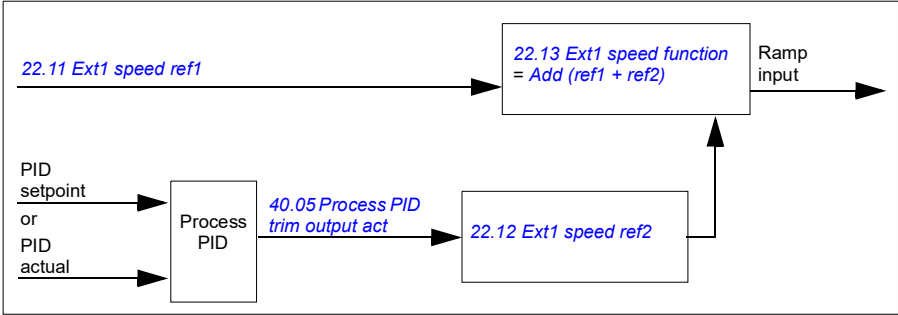 22.11 Ext1 speed ref1
22.13 Ext1 speed function
= Add (ref1 + ref2)
Ramp
input
PID
setpoint
or
PID
actual
Process
PID
40.05 Process PID
trim output act
22.12 Ext1 speed ref2